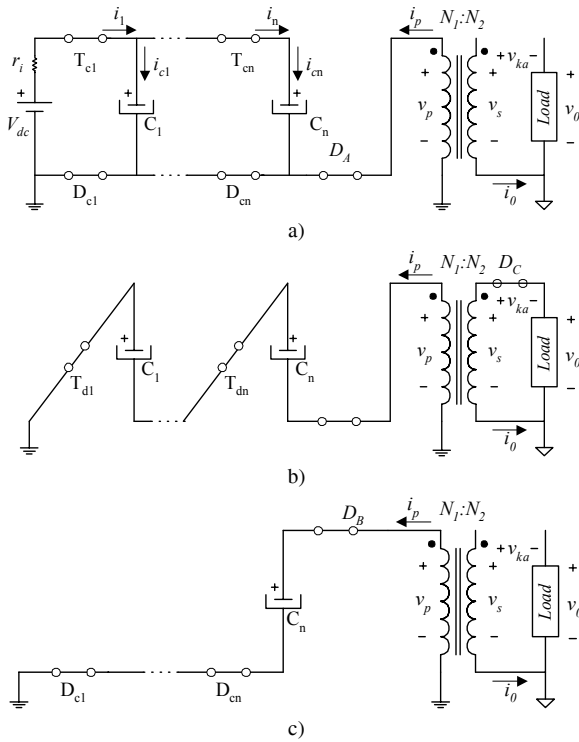 i1 in ip N1:N2
ri Tc1 ic1 Tcn icn + vka −
+ Vdc + C1 + Cn DA + vp − + vs − Load + v0 −
Dc1 Dcn i0
a)
ip N1:N2 DC
+ vka −
Td1 + C1 Tdn + Cn + vp − + vs − Load + v0 −
i0
b)
DB ip N1:N2
+ vka −
+ Cn + vp − + vs − Load + v0 −
Dc1 Dcn i0
c)